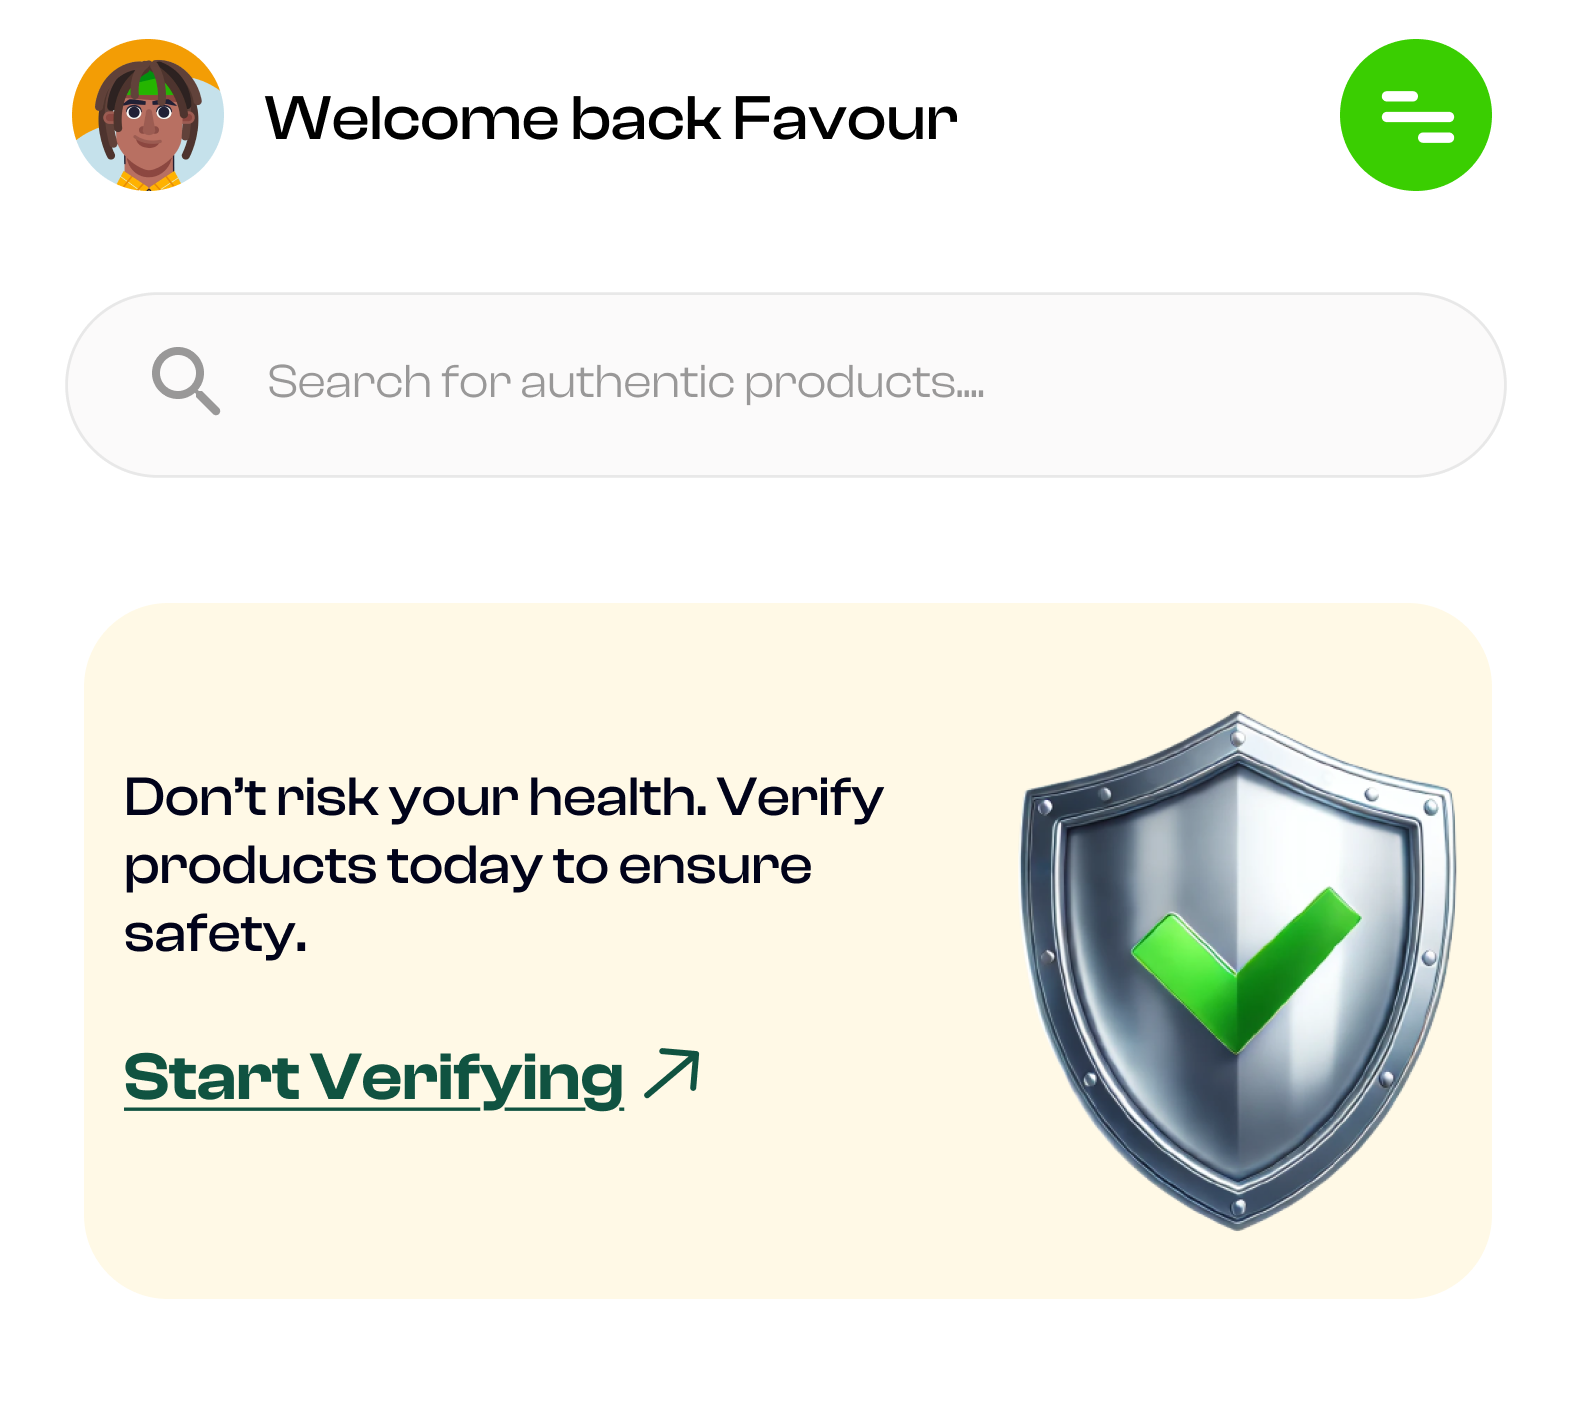 Welcome back Favour
Search for authentic products....
Don’t risk your health. Verify
products today to ensure
safety.
Start Verifying